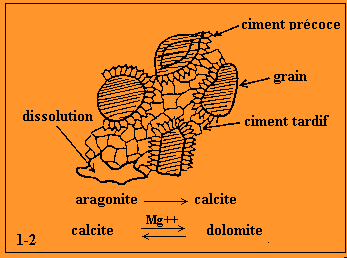 ciment précoce
grain
dissolution
ciment tardif
aragonite → calcite
Mg++
calcite ⇄ dolomite
1-2